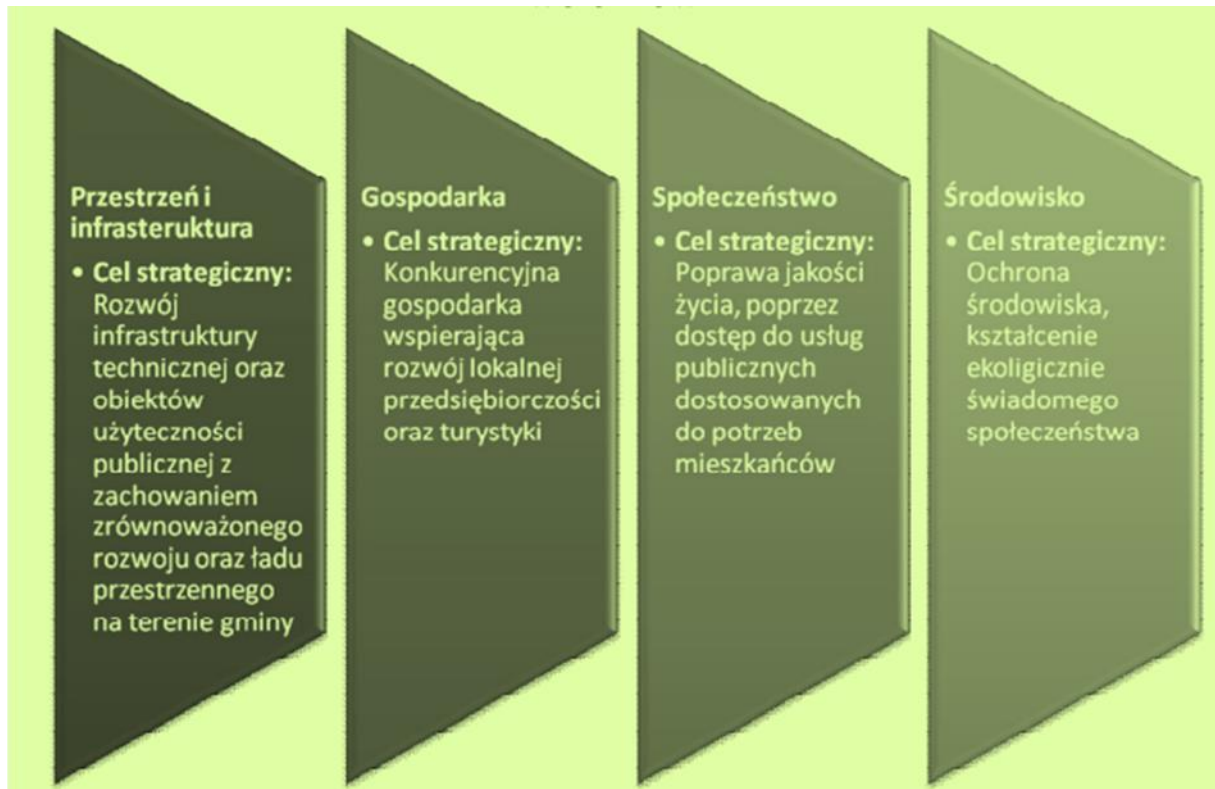 Przestrzeń i
infrasteruktura
• Cel strategiczny:
Rozwój
infrastruktury
technicznej oraz
obiektów
użyteczności
publicznej z
zachowaniem
zrównoważonego
rozwoju oraz ładu
przestrzennego
na terenie gminy
Gospodarka
• Cel strategiczny:
Konkurencyjna
gospodarka
wspierająca
rozwój lokalnej
przedsiębiorczości
oraz turystyki
Społeczeństwo
• Cel strategiczny:
Poprawa jakości
życia, poprzez
dostęp do usług
publicznych
dostosowanych
do potrzeb
mieszkańców
Środowisko
• Cel strategiczny:
Ochrona
środowiska,
kształcenie
ekoligicznie
świadomego
społeczeństwa